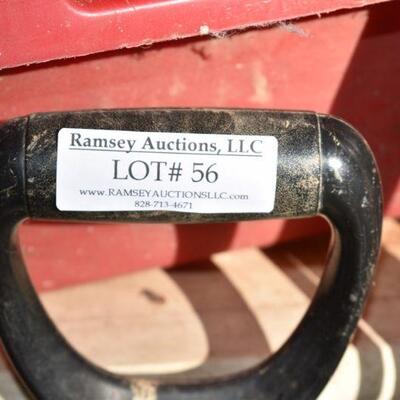 Ramsey Auctions, LLC
LOT# 56
www.RAMSEYAUCTIONSLLC.com
828-713-4671